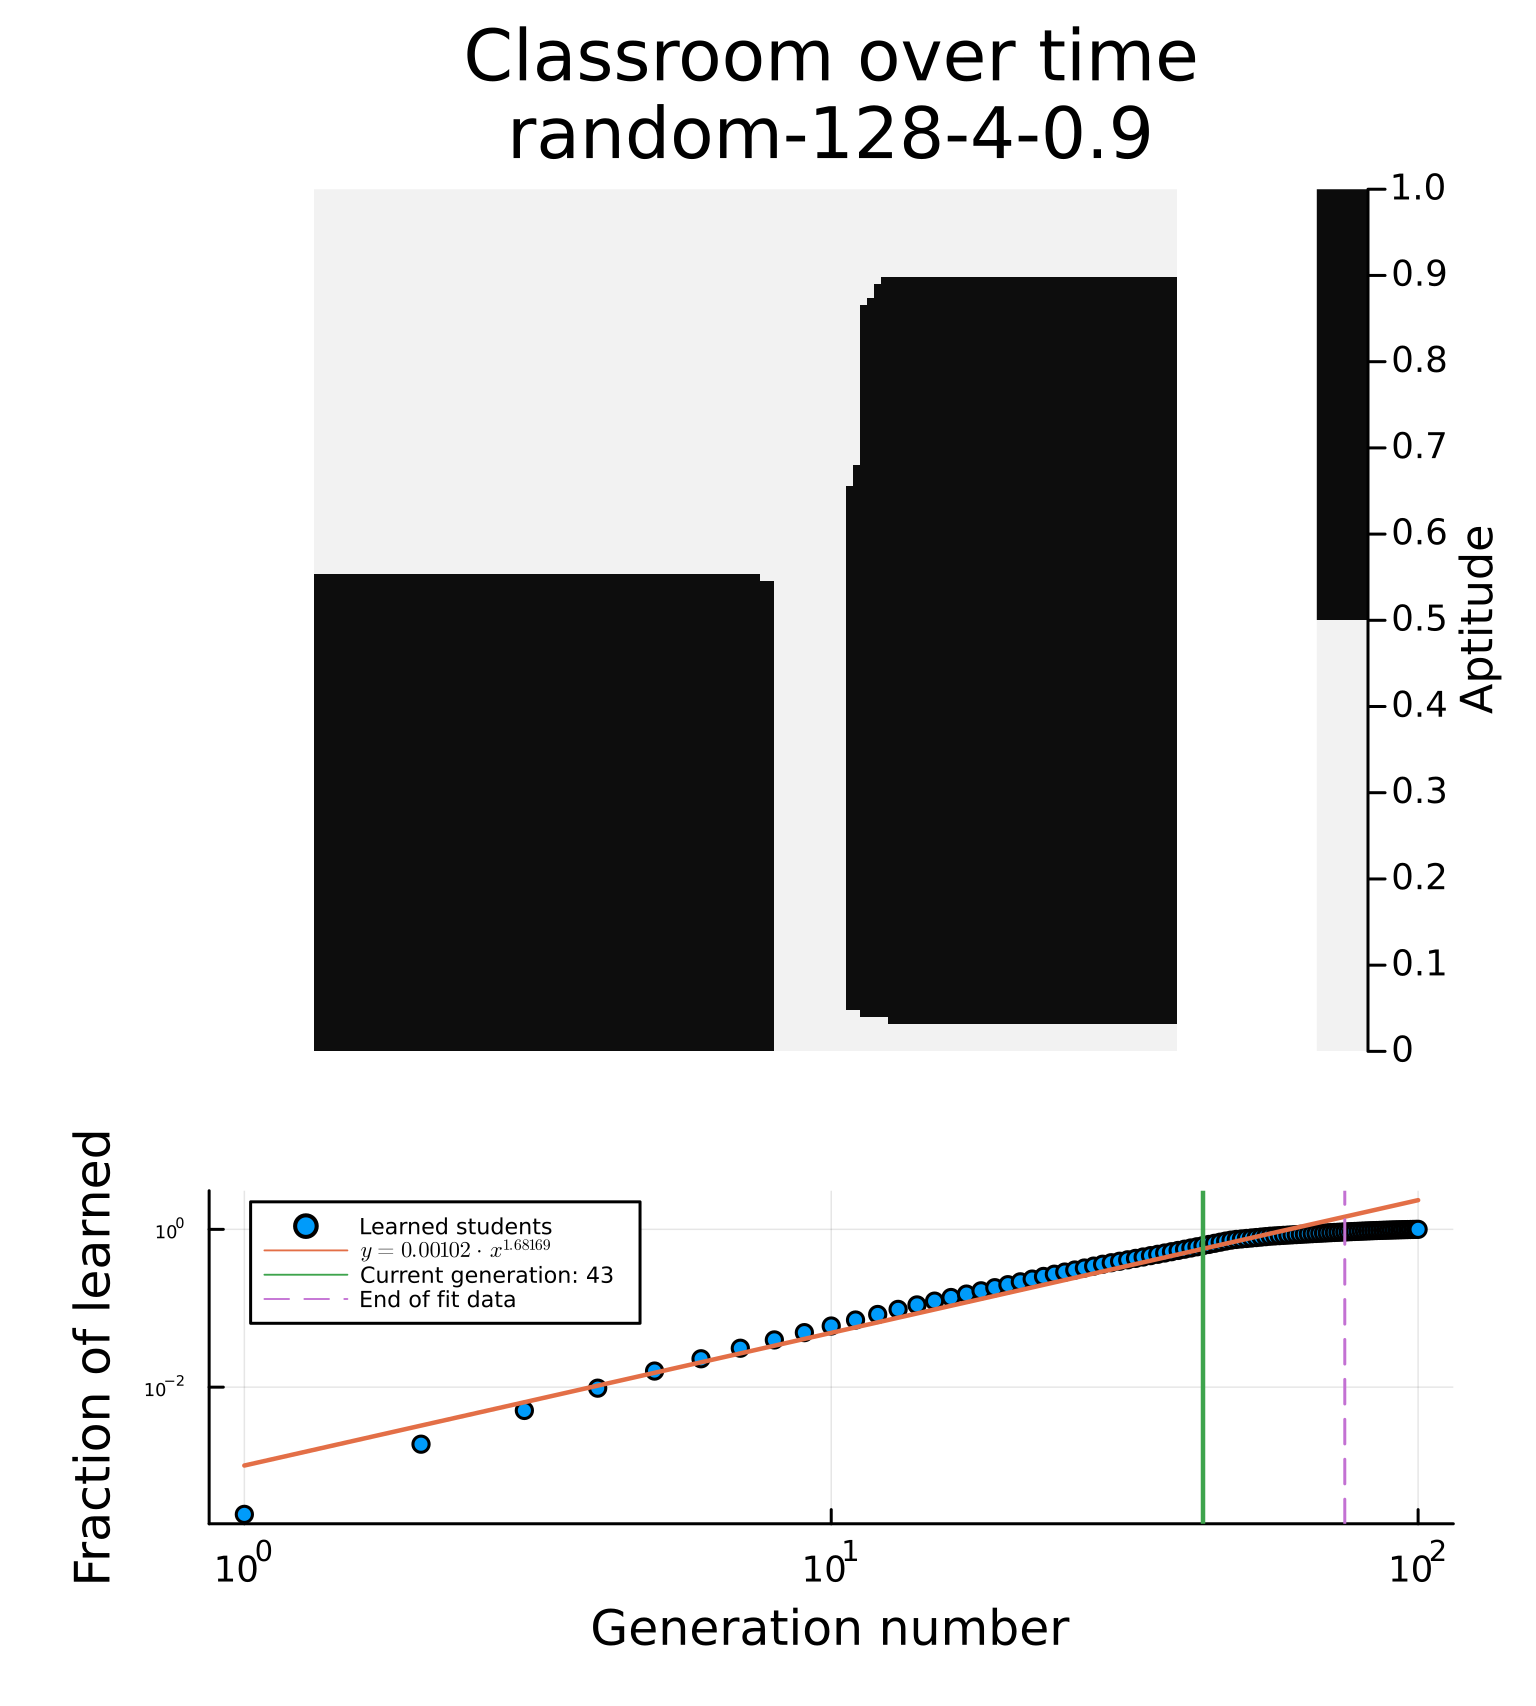 Classroom over time
random-128-4-0.9
1.0
0.9
0.8
0.7
0.6
0.5
0.4
0.3
0.2
0.1
0
Aptitude
Fraction of learned
10⁰
10⁻²
Learned students
y = 0.00102 · x^1.68169
Current generation: 43
End of fit data
10⁰
10¹
10²
Generation number